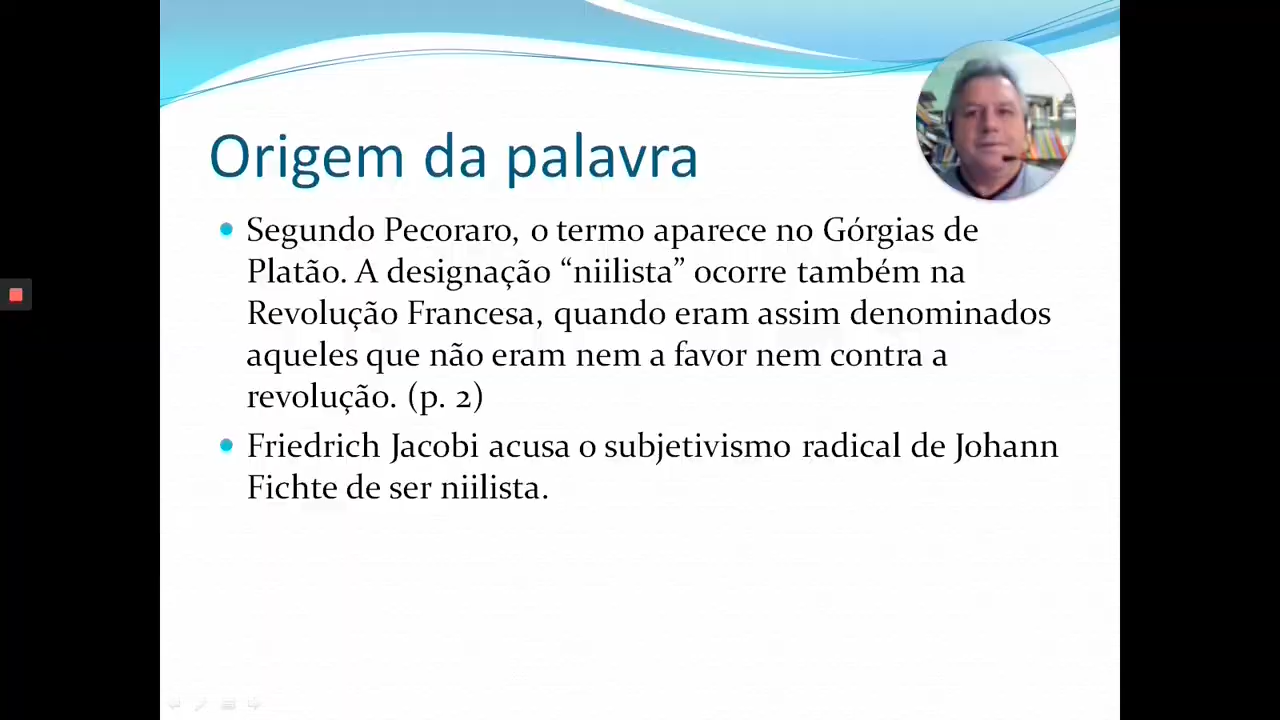 Origem da palavra
Segundo Pecoraro, o termo aparece no Górgias de
Platão. A designação “niilista” ocorre também na
Revolução Francesa, quando eram assim denominados
aqueles que não eram nem a favor nem contra a
revolução. (p. 2)
Friedrich Jacobi acusa o subjetivismo radical de Johann
Fichte de ser niilista.